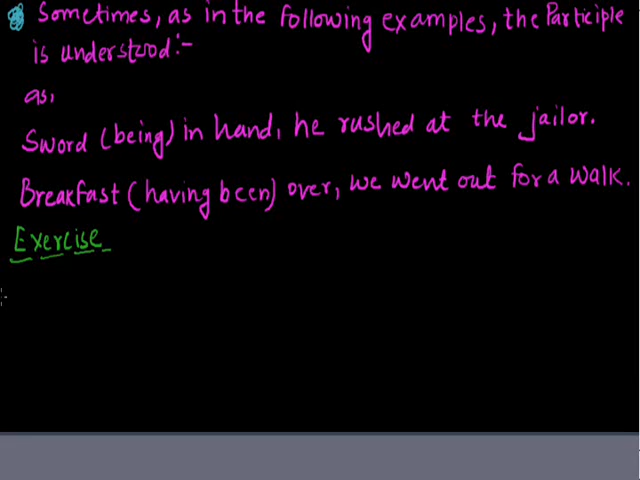 Sometimes, as in the following examples, the Participle
is understood:-
as,
Sword (being) in hand, he rushed at the jailor.
Breakfast (having been) over, we went out for a walk.
Exercise